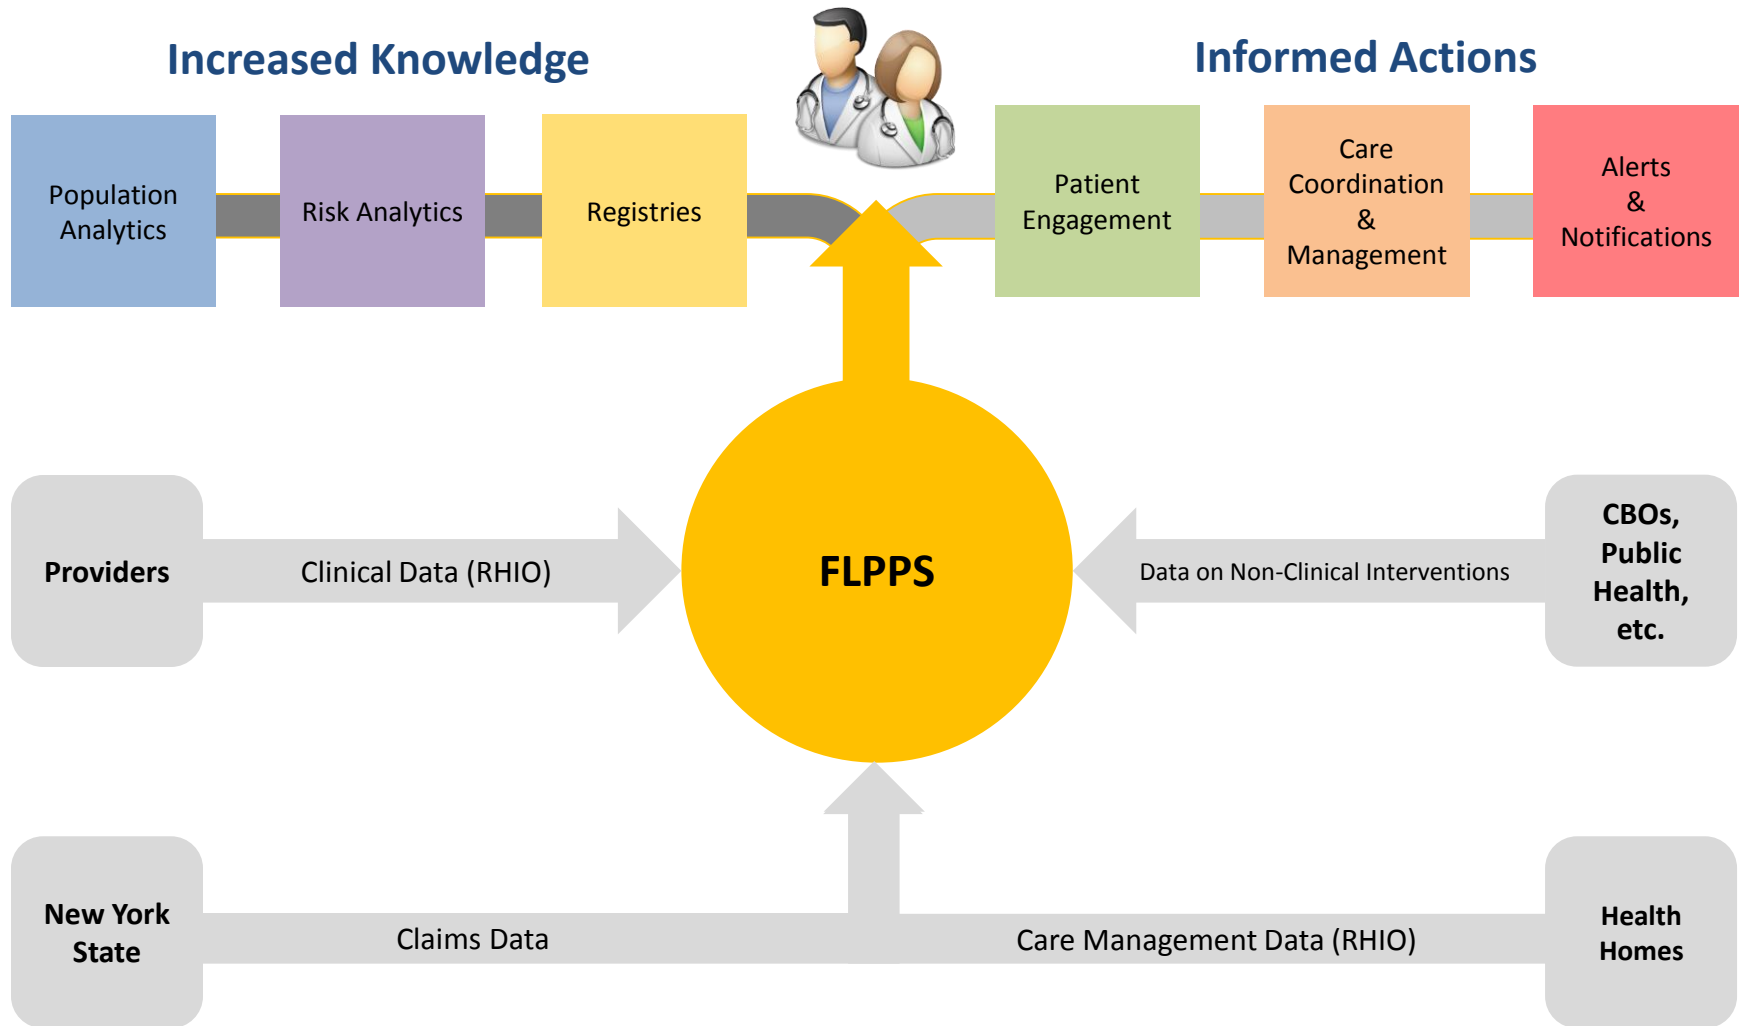 Increased Knowledge
Informed Actions
Population
Analytics
Risk Analytics
Registries
Patient
Engagement
Care
Coordination
&
Management
Alerts
&
Notifications
Providers
Clinical Data (RHIO)
FLPPS
Data on Non-Clinical Interventions
CBOs,
Public
Health,
etc.
New York
State
Claims Data
Care Management Data (RHIO)
Health
Homes